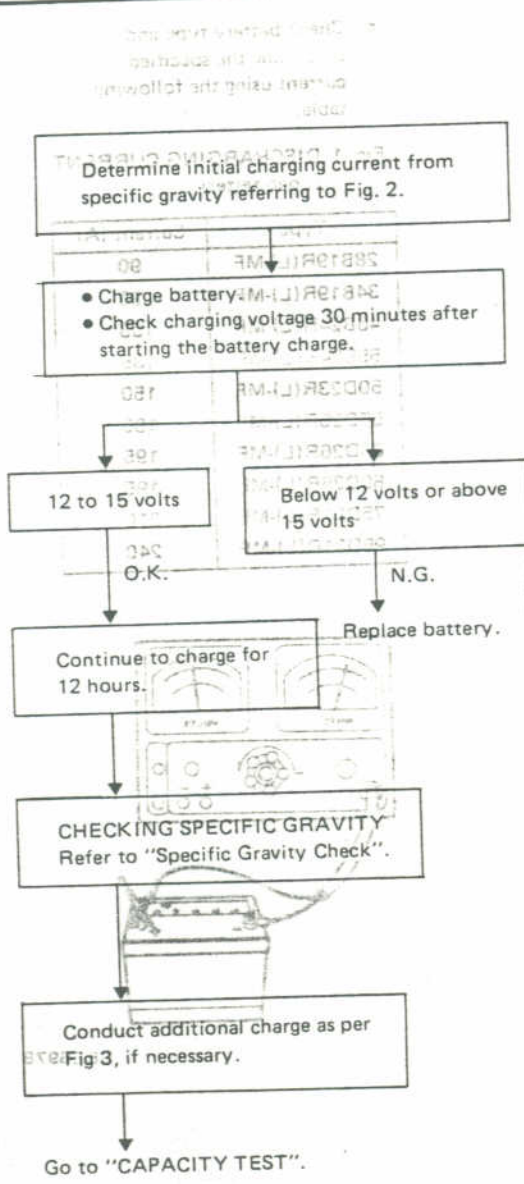 Determine initial charging current from
specific gravity referring to Fig. 2.
• Charge battery.
• Check charging voltage 30 minutes after
starting the battery charge.
12 to 15 volts
Below 12 volts or above
15 volts
O.K.
N.G.
Replace battery.
Continue to charge for
12 hours.
CHECKING SPECIFIC GRAVITY
Refer to "Specific Gravity Check".
Conduct additional charge as per
Fig 3, if necessary.
Go to "CAPACITY TEST".